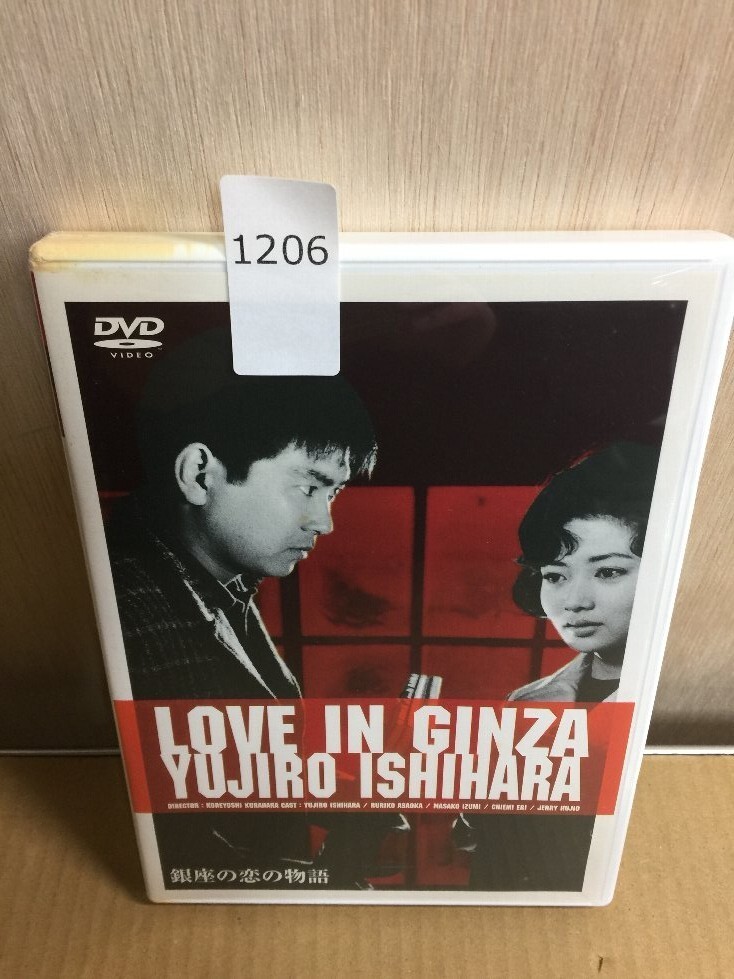 1206
DVD
VIDEO
LOVE IN GINZA
YUJIRO ISHIHARA
DIRECTOR : KOREYOSHI KURAHARA CAST : YUJIRO ISHIHARA / RURIKO ASAOKA / MASAKO IZUMI / CHIEMI ERI / JERRY FUJIO
銀座の恋の物語